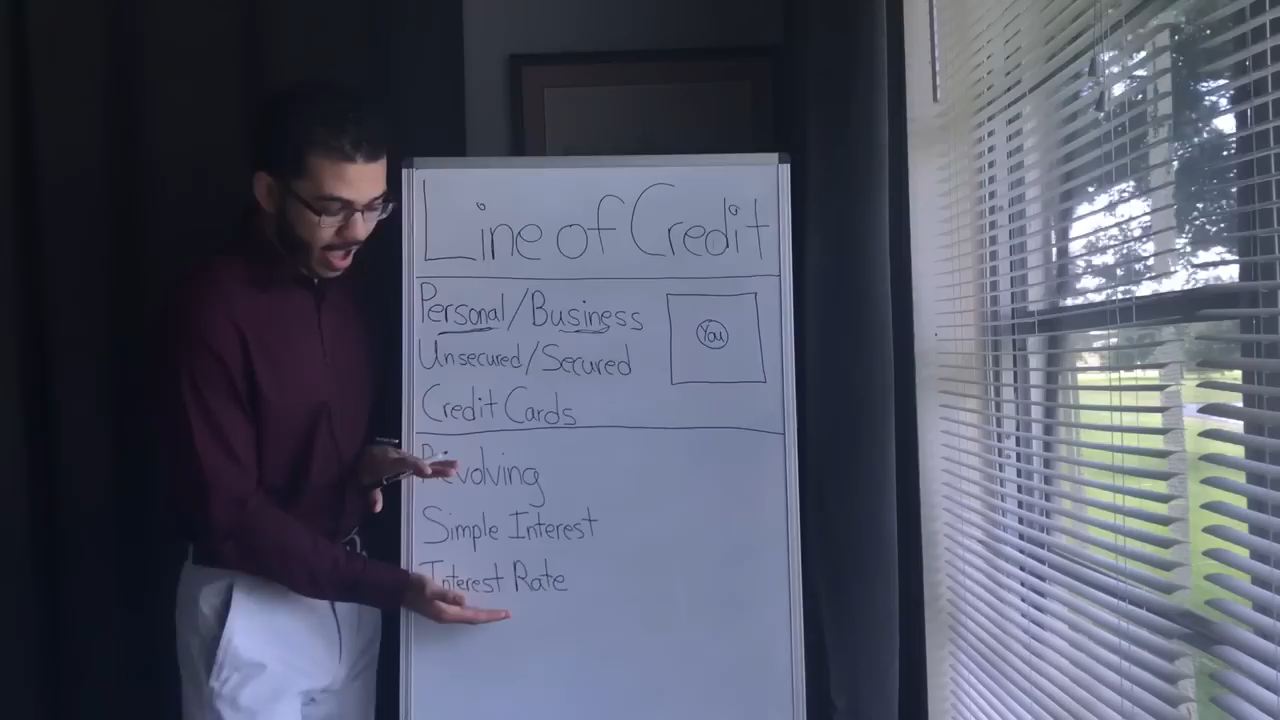 Line of Credit
Personal/Business
You
Unsecured/Secured
Credit Cards
Revolving
Simple Interest
Interest Rate